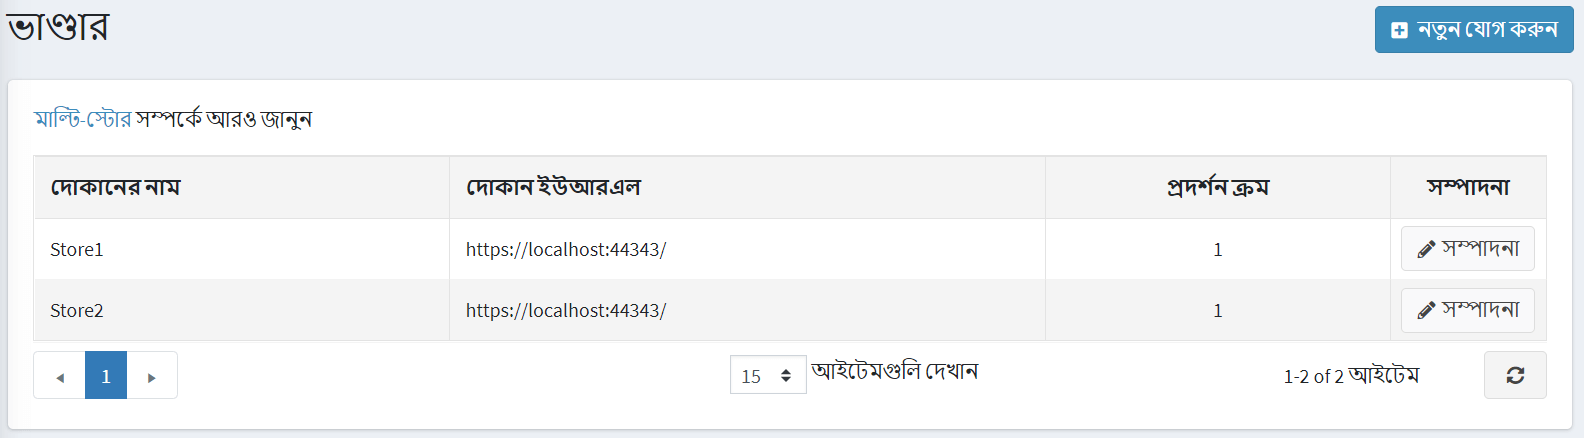 ভাণ্ডার
নতুন যোগ করুন
মাল্টি-স্টোর সম্পর্কে আরও জানুন
দোকানের নাম দোকান ইউআরএল প্রদর্শন ক্রম সম্পাদনা
Store1 https://localhost:44343/ 1 সম্পাদনা
Store2 https://localhost:44343/ 1 সম্পাদনা
1 15 আইটেমগুলি দেখান 1-2 of 2 আইটেম